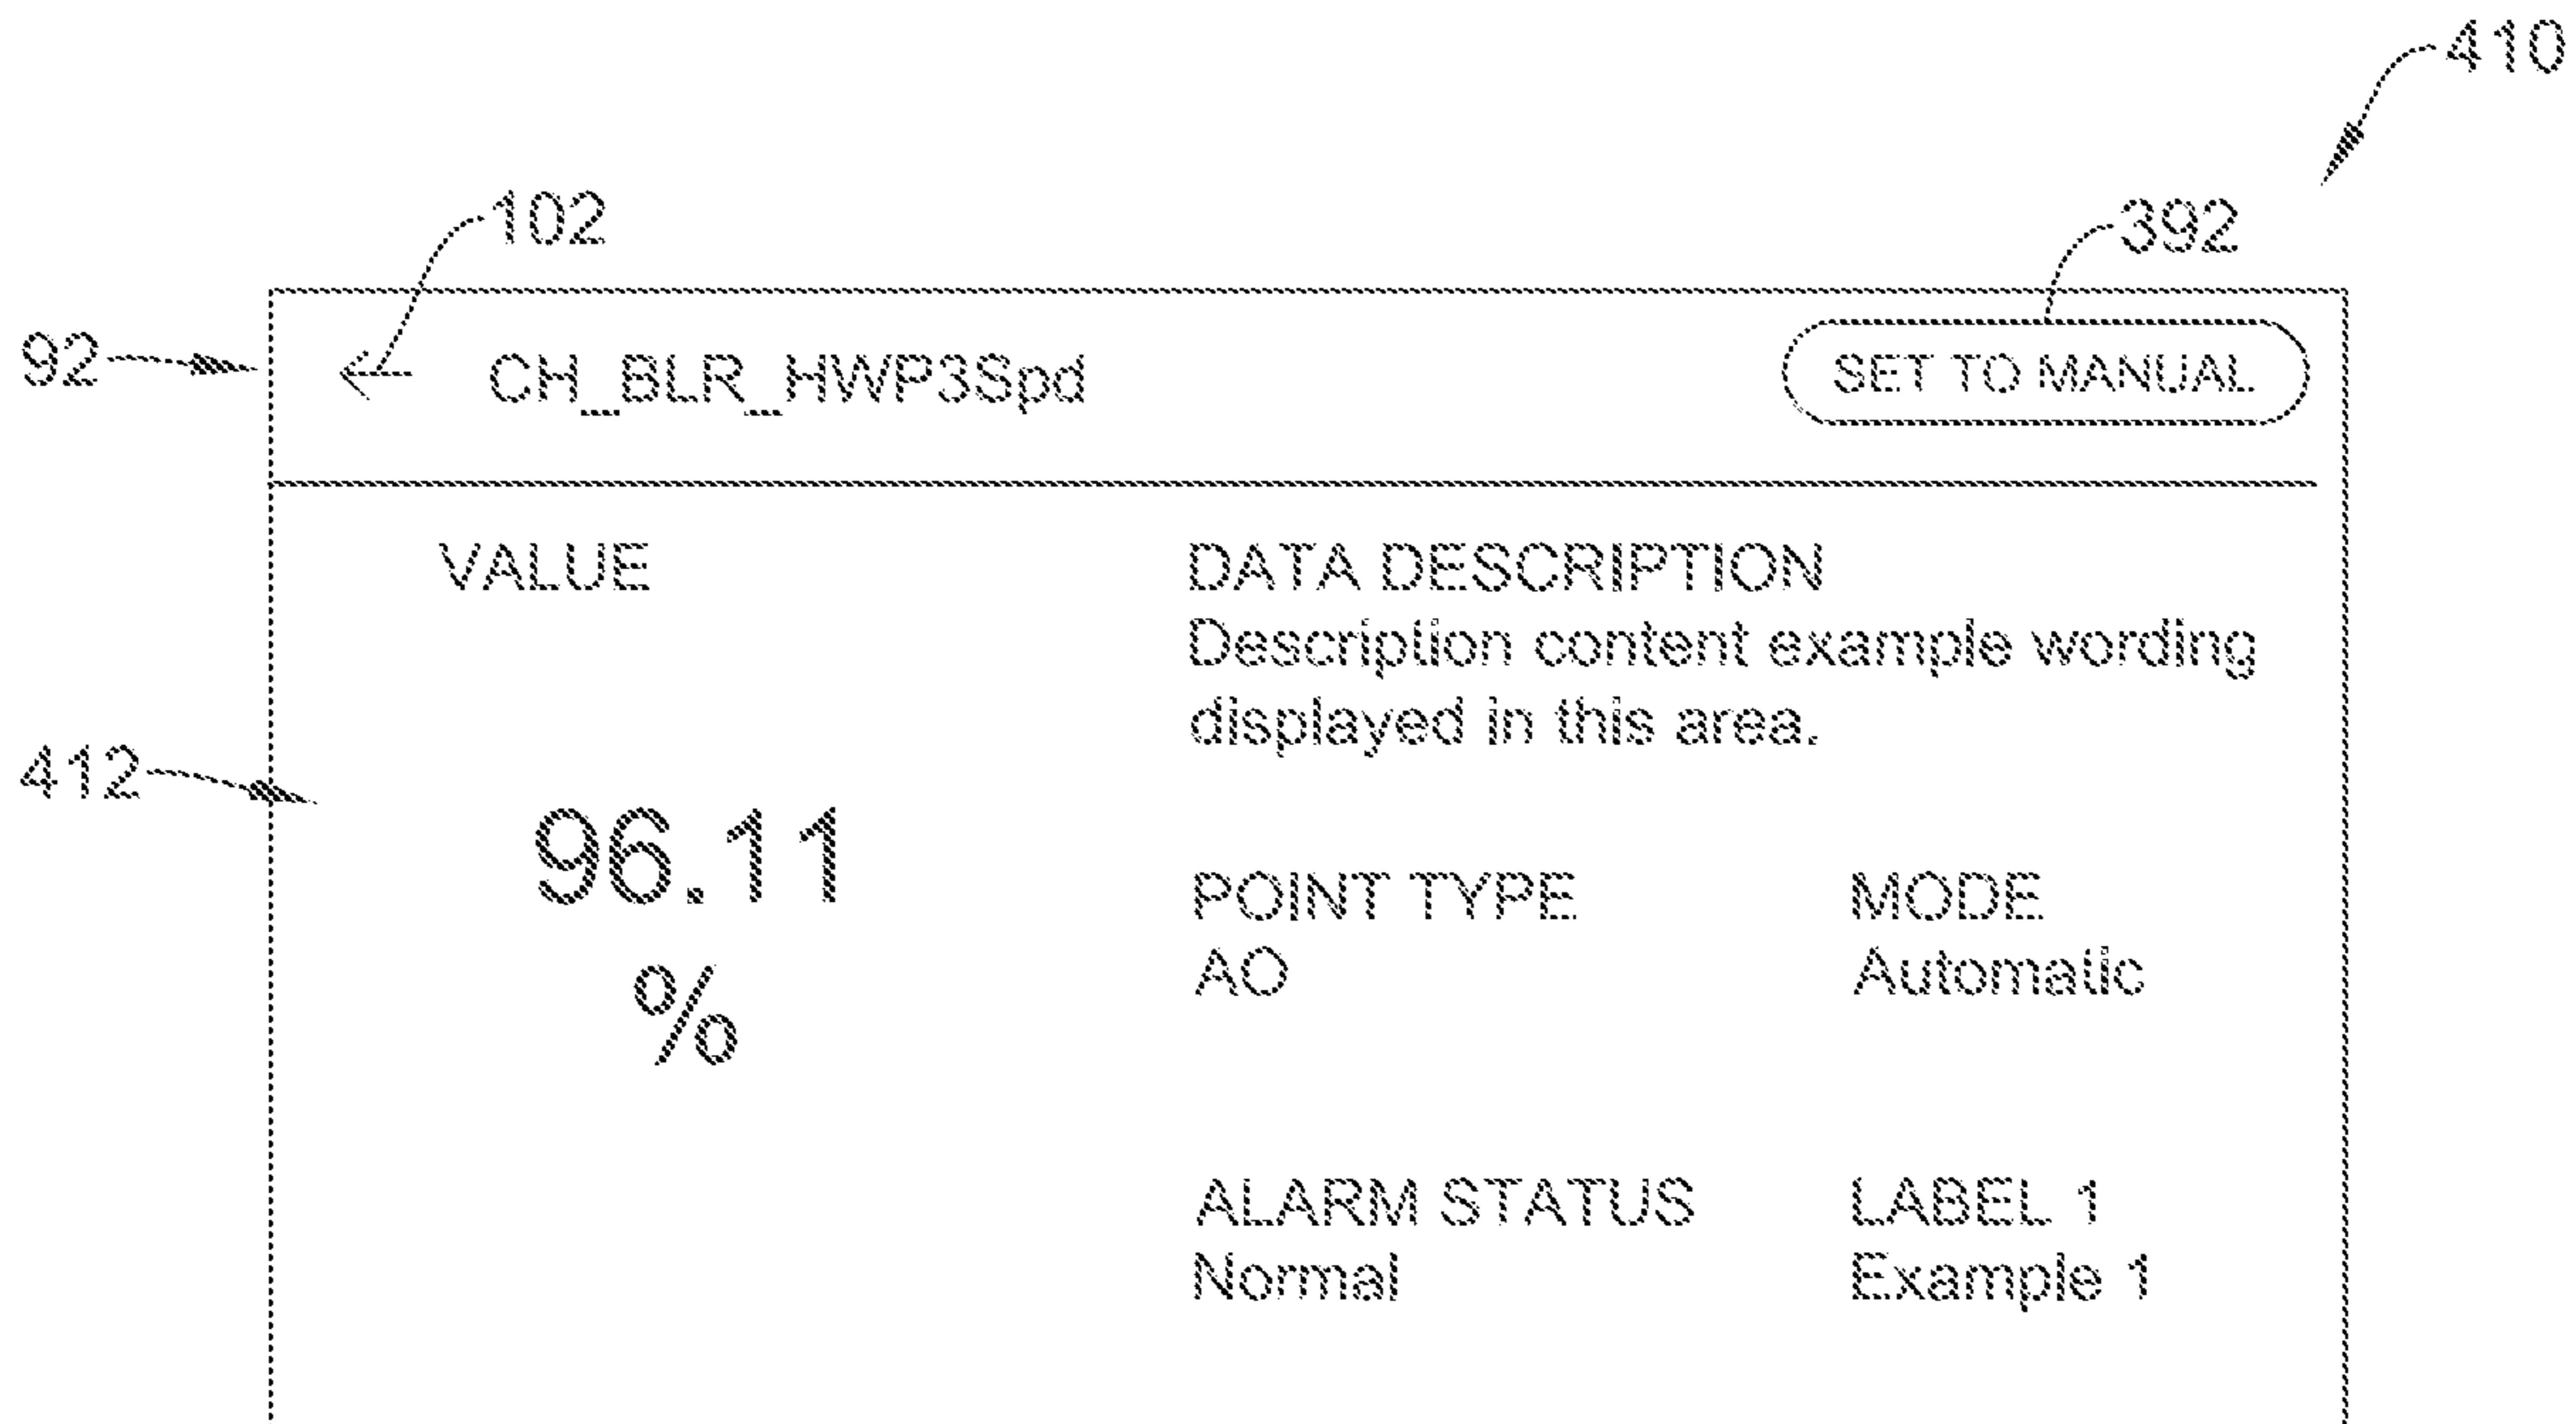 410
102
392
92
CH_BLR_HWP3Spd
SET TO MANUAL
VALUE
DATA DESCRIPTION
Description content example wording
displayed in this area.
412
96.11
%
POINT TYPE
AO
MODE
Automatic
ALARM STATUS
Normal
LABEL 1
Example 1